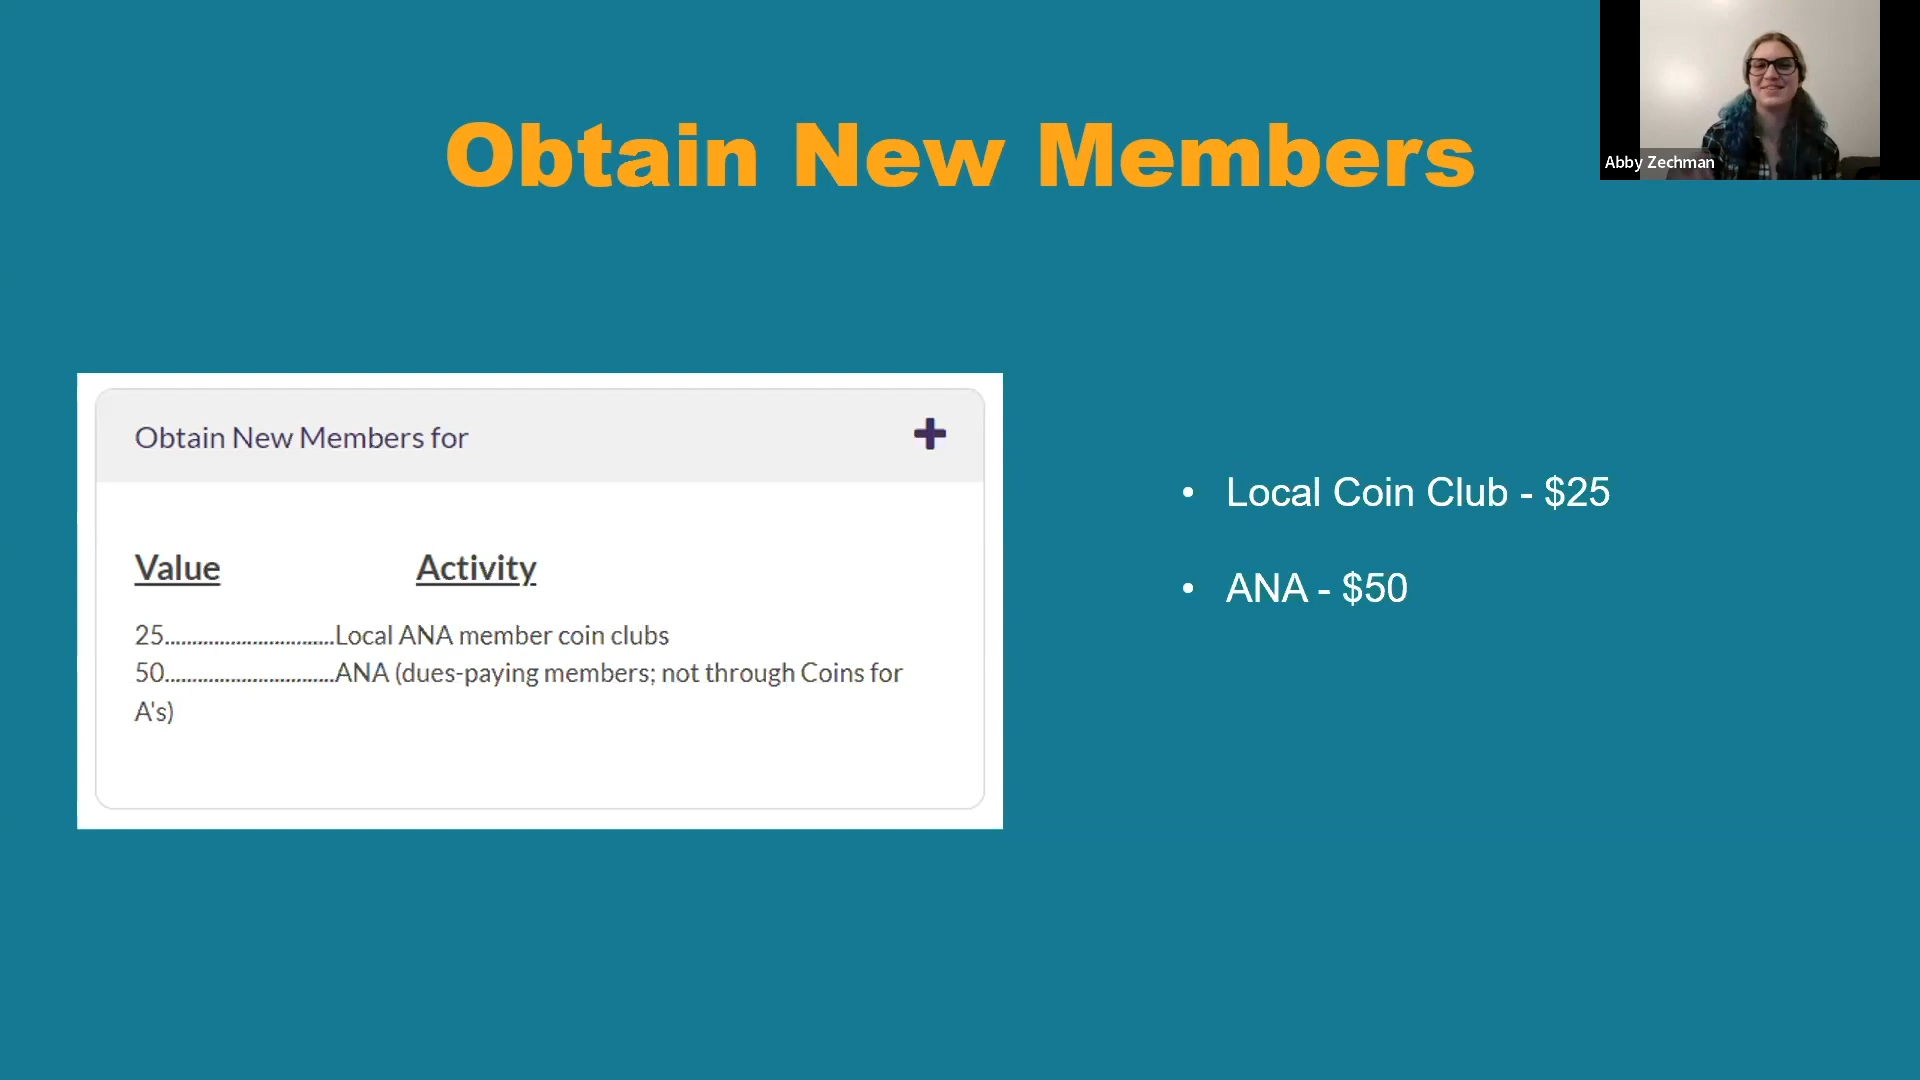 Obtain New Members
Abby Zechman
Obtain New Members for
Value Activity
25..............................Local ANA member coin clubs
50..............................ANA (dues-paying members; not through Coins for
A's)
• Local Coin Club - $25
• ANA - $50